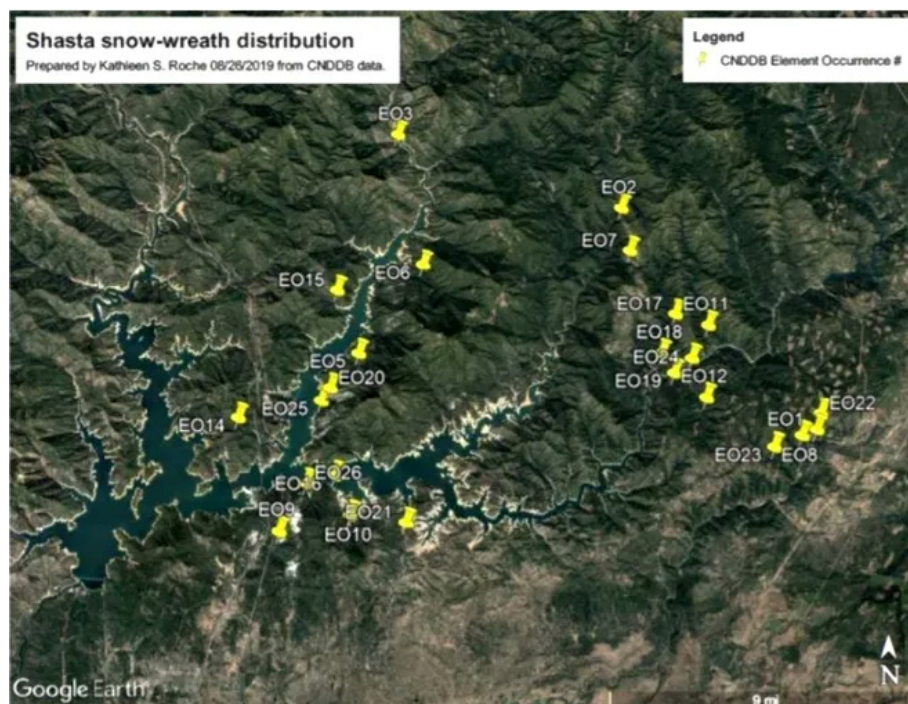 Shasta snow-wreath distribution
Prepared by Kathleen S. Roche 08/26/2019 from CNDDB data.
Legend
CNDDB Element Occurrence #
EO3
EO2
EO7
EO6
EO15
EO17 EO11
EO18
EO5
EO24
EO20
EO19 EO12
EO25
EO14
EO22
EO1
EO23 EO8
EO26
EO9
EO21
EO10
N
Google Earth
9 mi